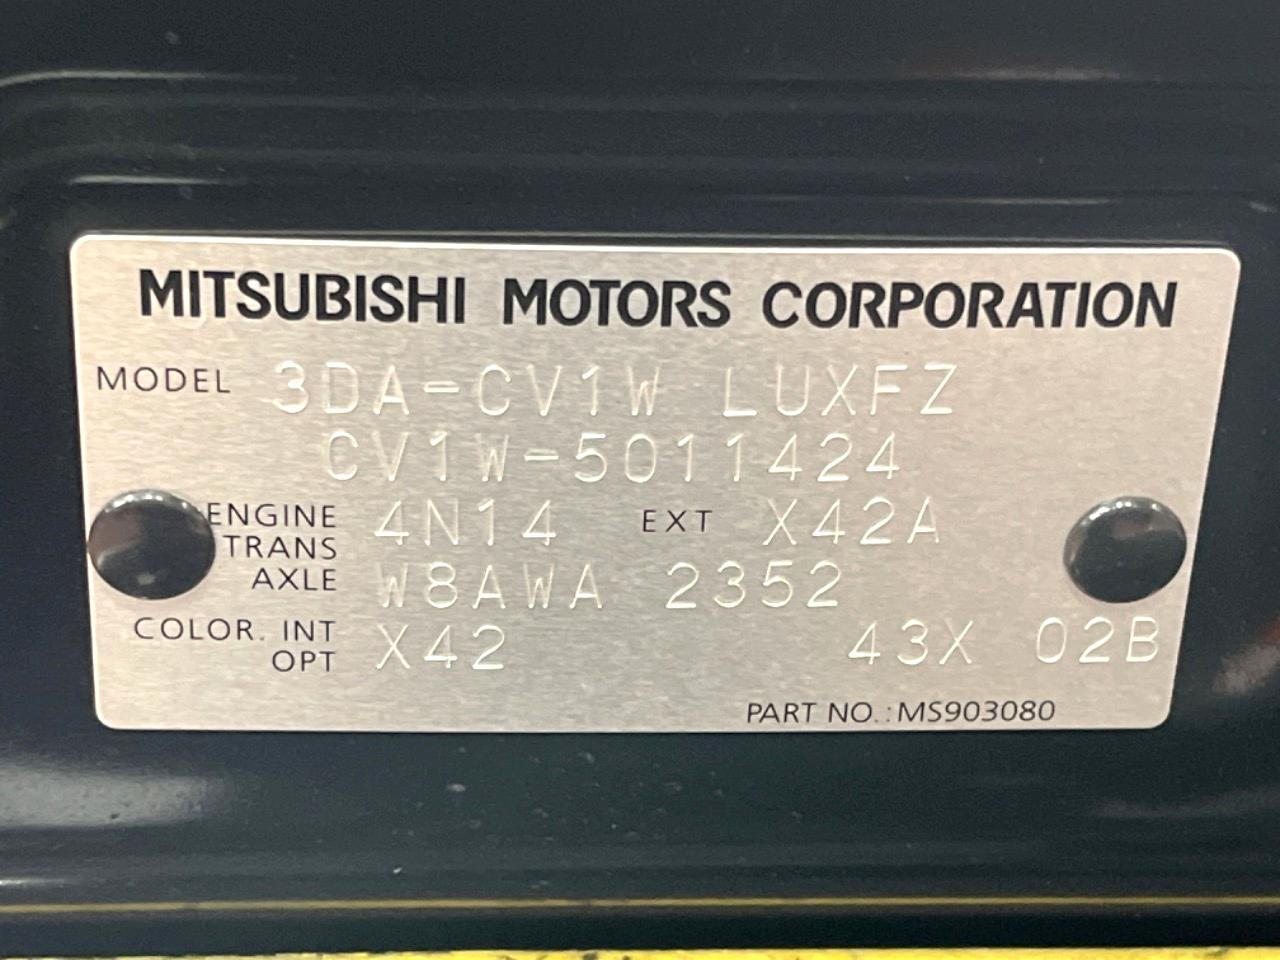 MITSUBISHI MOTORS CORPORATION
MODEL 3DA-CV1W LUXFZ
CV1W-5011424
ENGINE 4N14 EXT X42A
TRANS
AXLE W8AWA 2352
COLOR. INT
OPT X42 43X 02B
PART NO.:MS903080